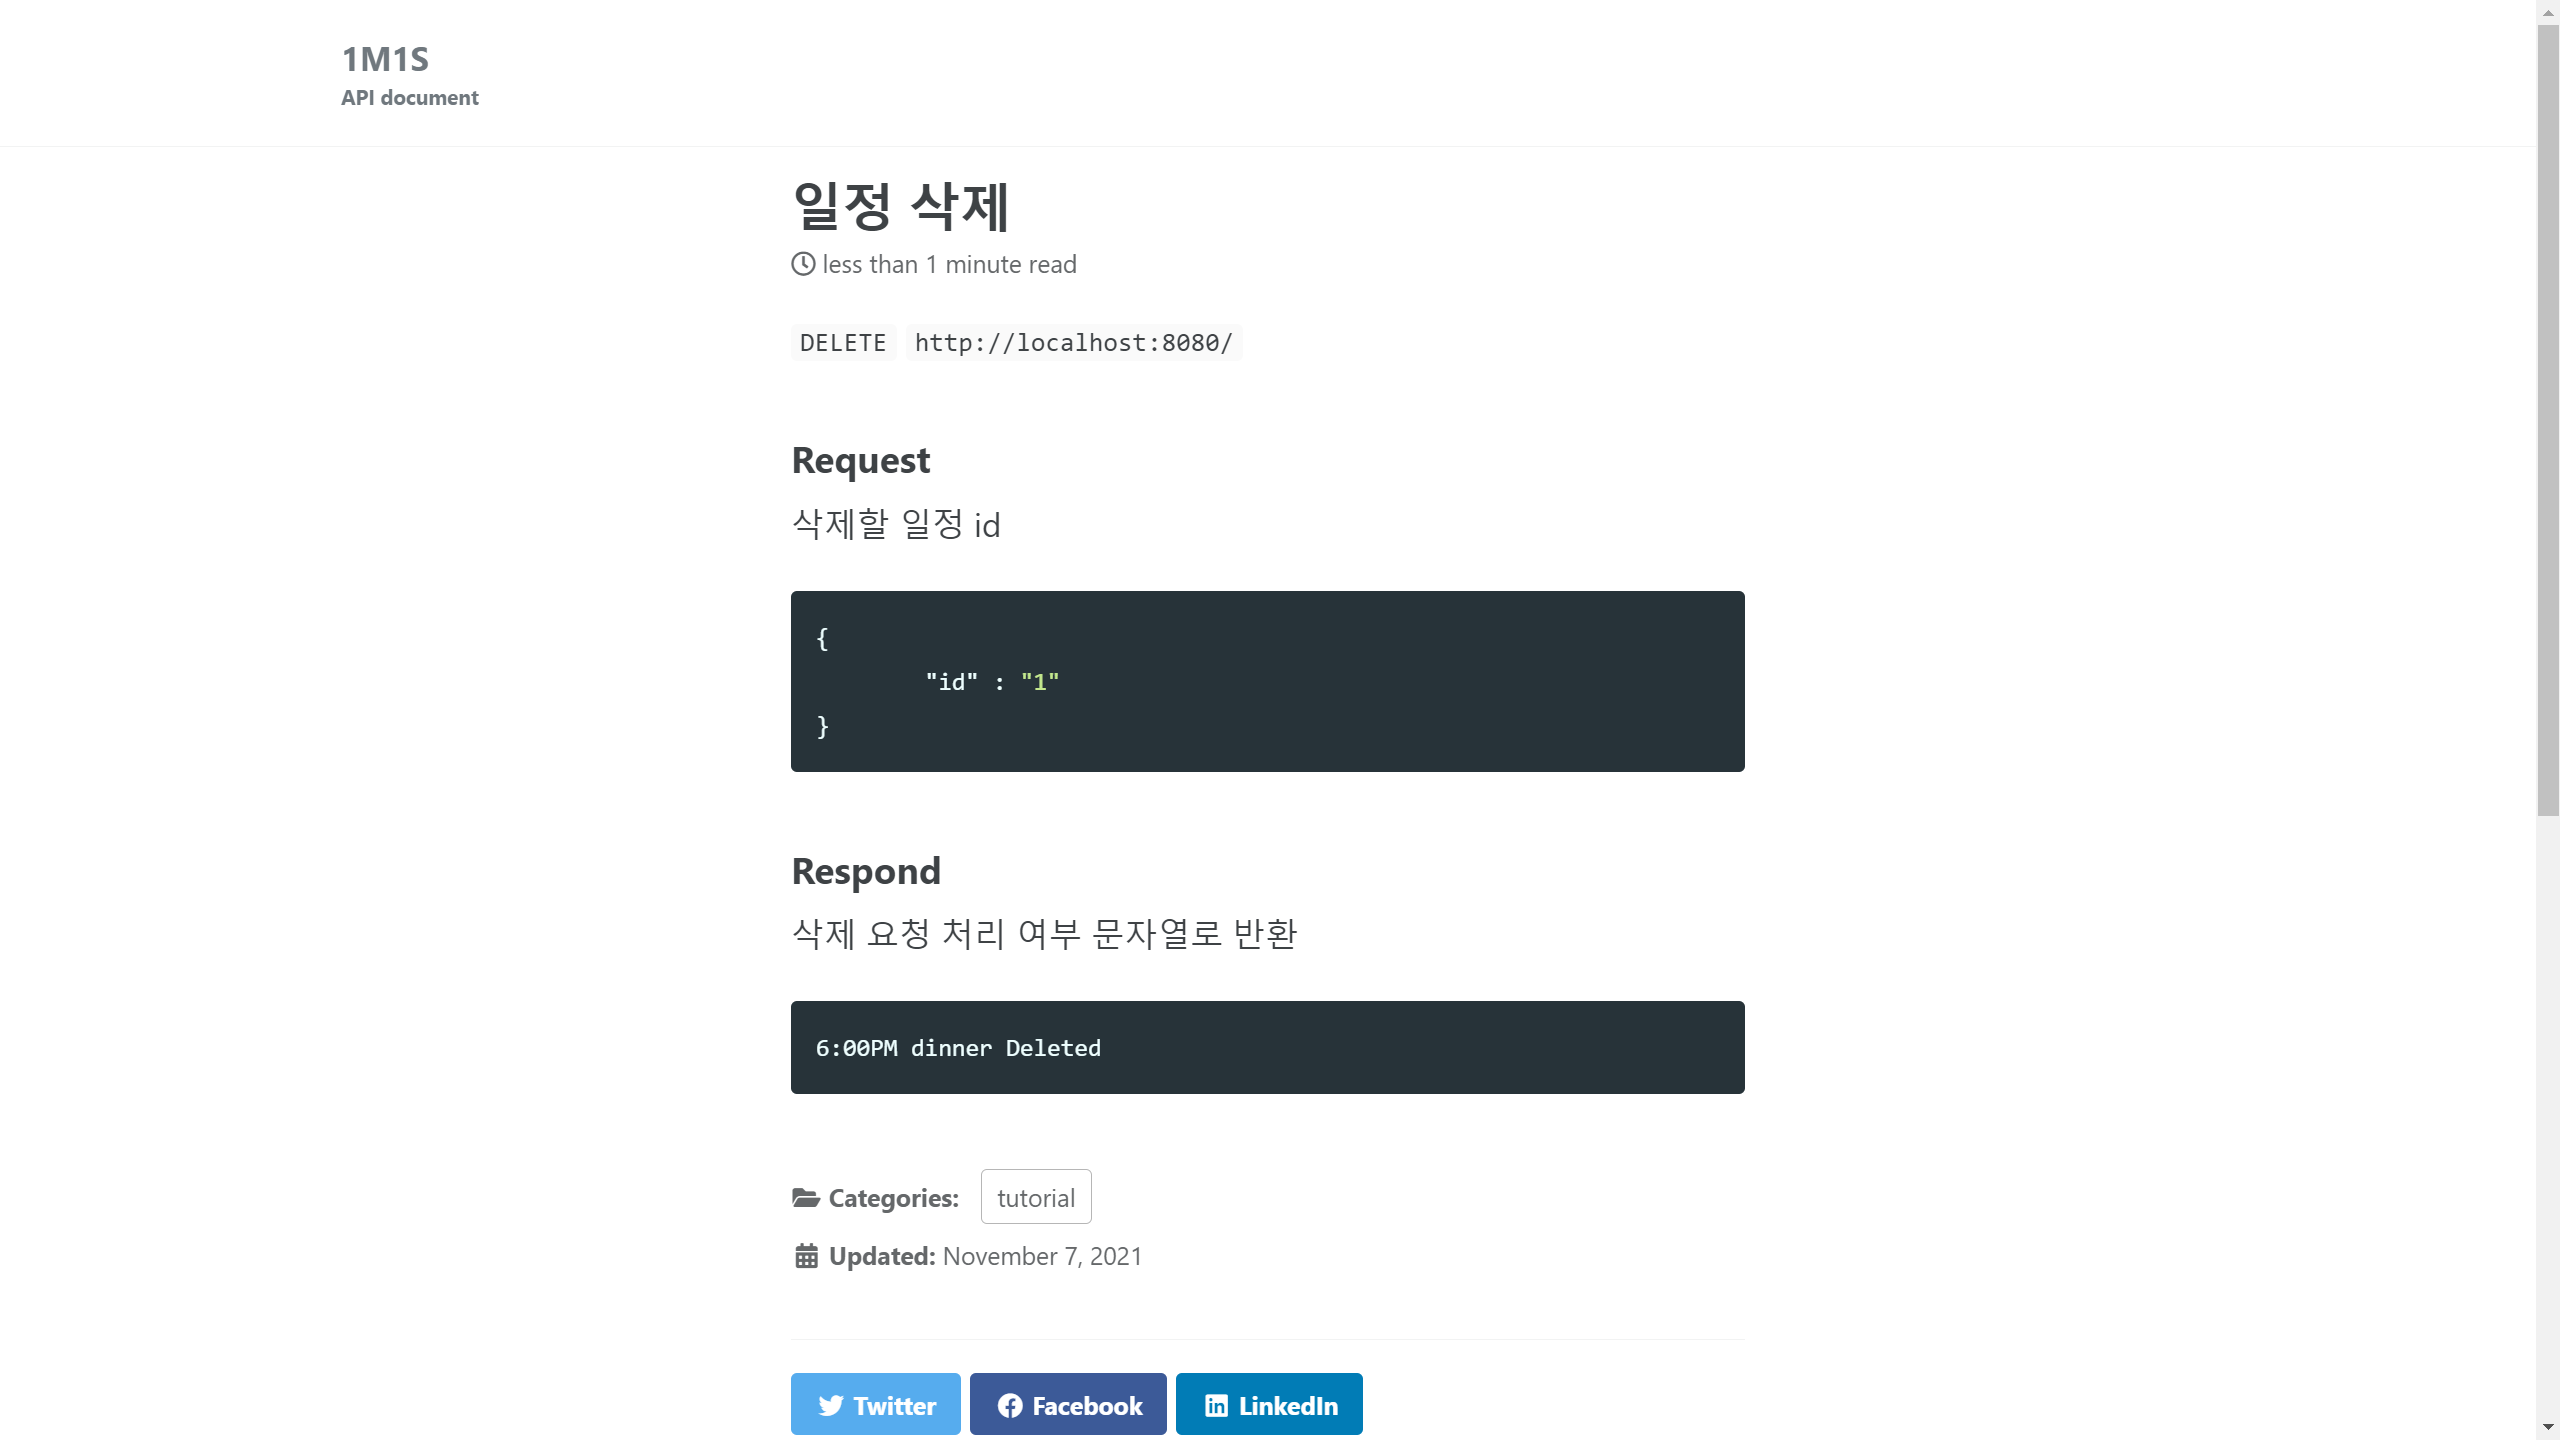 1M1S
API document
일정 삭제
less than 1 minute read
DELETE http://localhost:8080/
Request
삭제할 일정 id
{
"id" : "1"
}
Respond
삭제 요청 처리 여부 문자열로 반환
6:00PM dinner Deleted
Categories: tutorial
Updated: November 7, 2021
Twitter Facebook LinkedIn